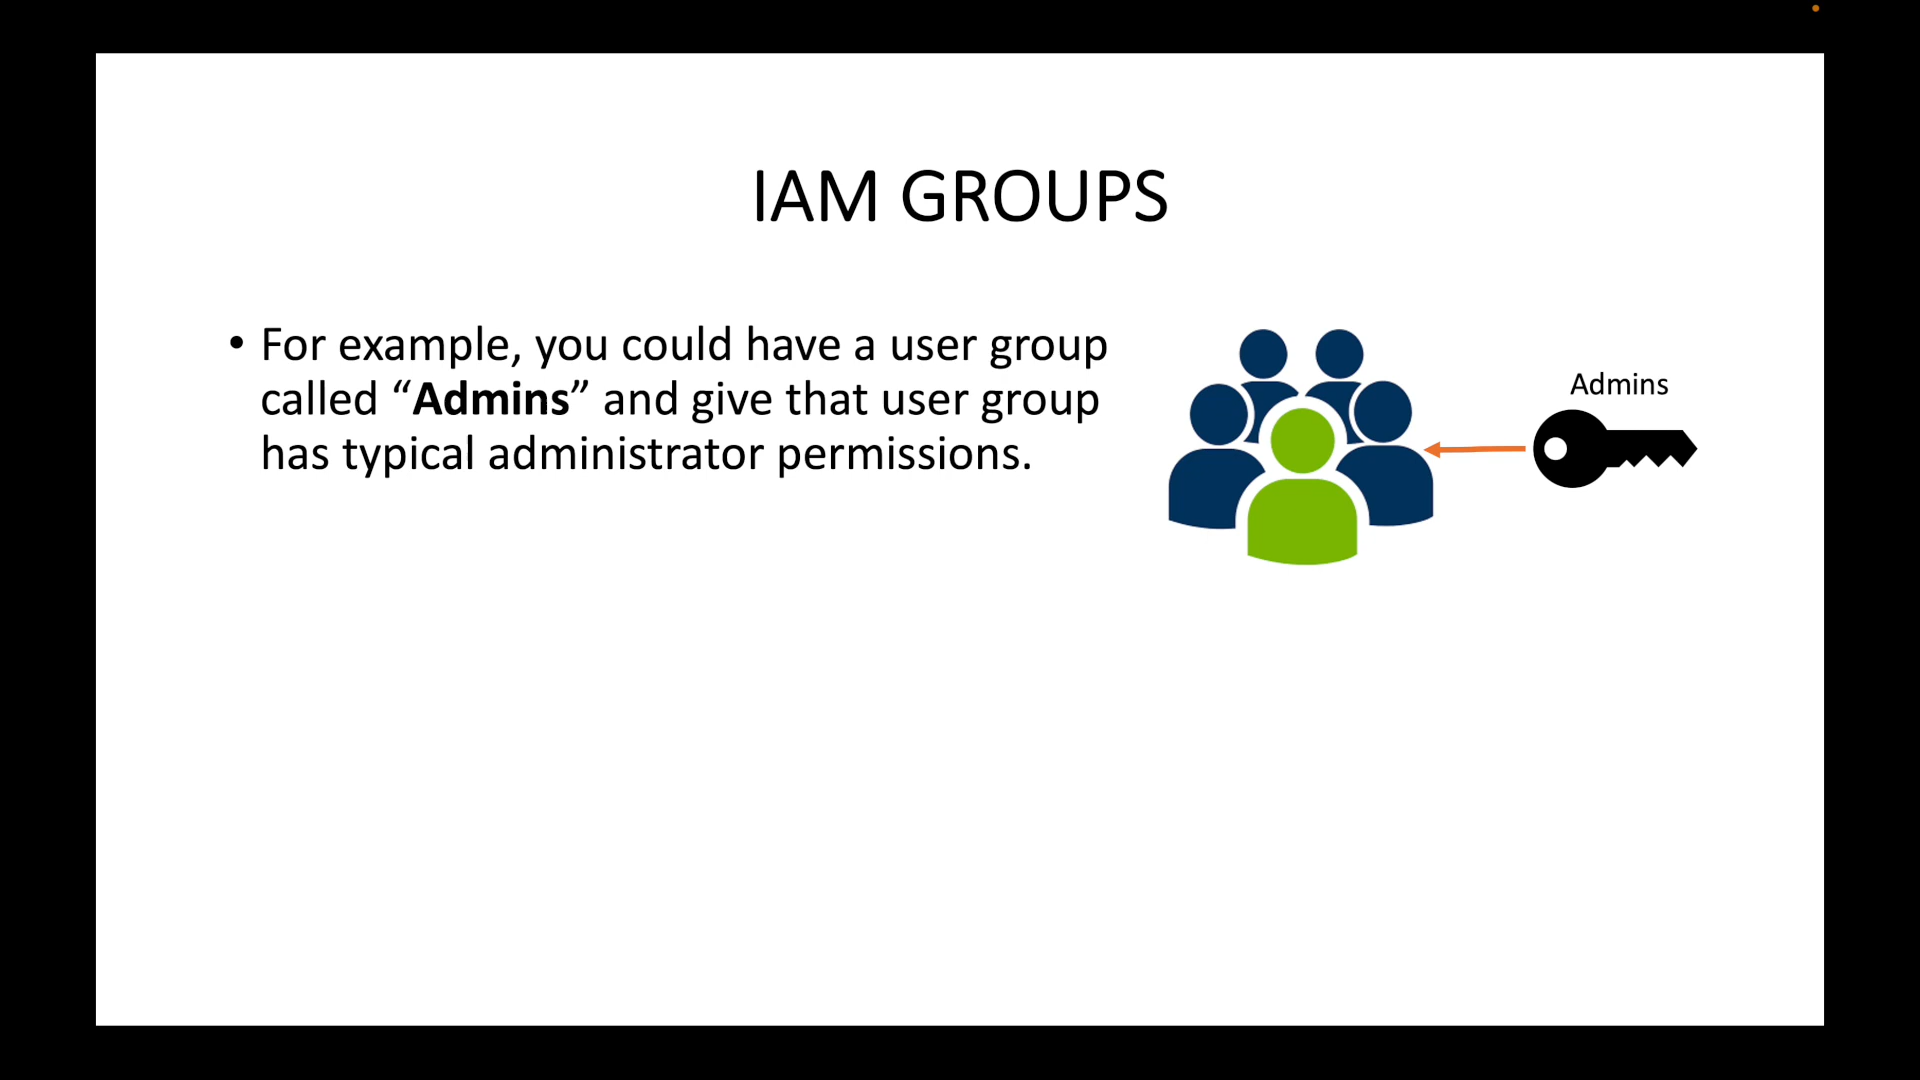 IAM GROUPS
• For example, you could have a user group
called “Admins” and give that user group
has typical administrator permissions.
Admins